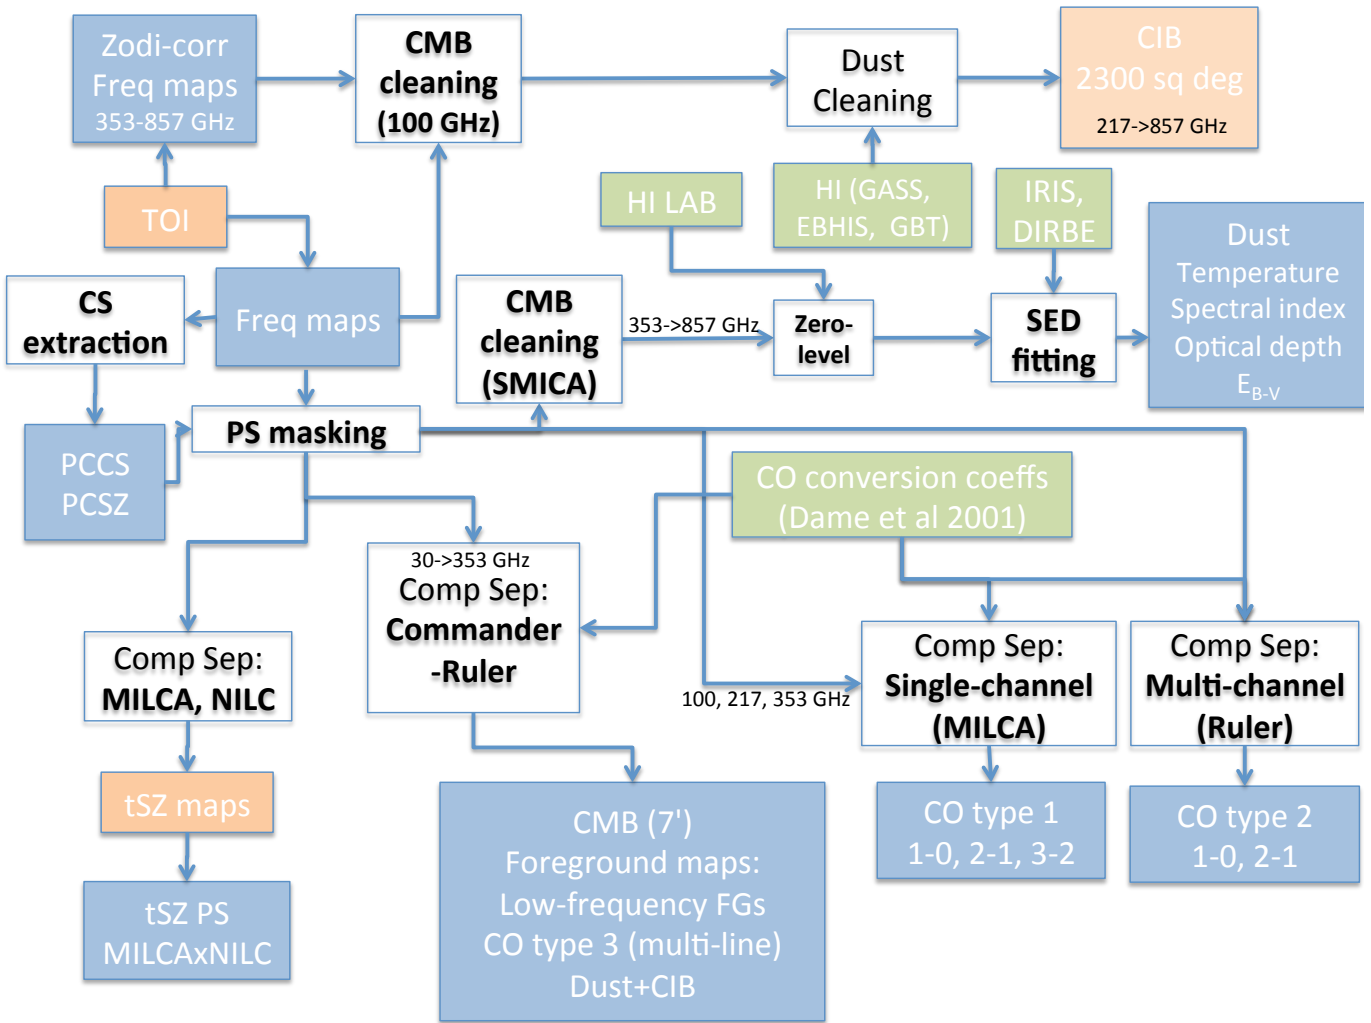 Zodi-corr
Freq maps
353-857 GHz
CMB
cleaning
(100 GHz)
Dust
Cleaning
CIB
2300 sq deg
217->857 GHz
TOI
HI LAB
HI (GASS,
EBHIS, GBT)
IRIS,
DIRBE
Dust
Temperature
Spectral index
Optical depth
E_B-V
CS
extraction
Freq maps
CMB
cleaning
(SMICA)
353->857 GHz
Zero-
level
SED
fitting
PCCS
PCSZ
PS masking
CO conversion coeffs
(Dame et al 2001)
30->353 GHz
Comp Sep:
Commander
-Ruler
Comp Sep:
MILCA, NILC
100, 217, 353 GHz
Comp Sep:
Single-channel
(MILCA)
Comp Sep:
Multi-channel
(Ruler)
tSZ maps
tSZ PS
MILCAxNILC
CMB (7')
Foreground maps:
Low-frequency FGs
CO type 3 (multi-line)
Dust+CIB
CO type 1
1-0, 2-1, 3-2
CO type 2
1-0, 2-1